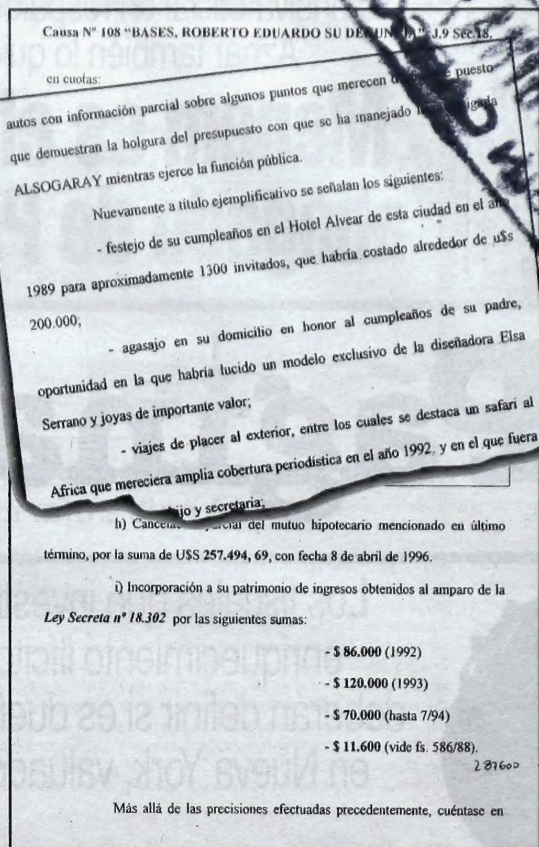 Causa Nº 108 "BASES, ROBERTO EDUARDO SU DENUNCIA" J.9 Sec.18.
en cuotas:
autos con información parcial sobre algunos puntos que merecen puesto
que demuestran la holgura del presupuesto con que se ha manejado
ALSOGARAY mientras ejerce la función pública.
Nuevamente a título ejemplificativo se señalan los siguientes:
- festejo de su cumpleaños en el Hotel Alvear de esta ciudad en el año
1989 para aproximadamente 1300 invitados, que habría costado alrededor de u$s
200.000;
- agasajo en su domicilio en honor al cumpleaños de su padre,
oportunidad en la que habría lucido un modelo exclusivo de la diseñadora Elsa
Serrano y joyas de importante valor;
- viajes de placer al exterior, entre los cuales se destaca un safari al
Africa que mereciera amplia cobertura periodística en el año 1992, y en el que fuera
hijo y secretaria;
h) del mutuo hipotecario mencionado en último
término, por la suma de U$S 257.494, 69, con fecha 8 de abril de 1996.
i) Incorporación a su patrimonio de ingresos obtenidos al amparo de la
Ley Secreta nº 18.302 por las siguientes sumas:
- $ 86.000 (1992)
- $ 120.000 (1993)
- $ 70.000 (hasta 7/94)
- $ 11.600 (vide fs. 586/88).
287600
Más allá de las precisiones efectuadas precedentemente, cuéntase en